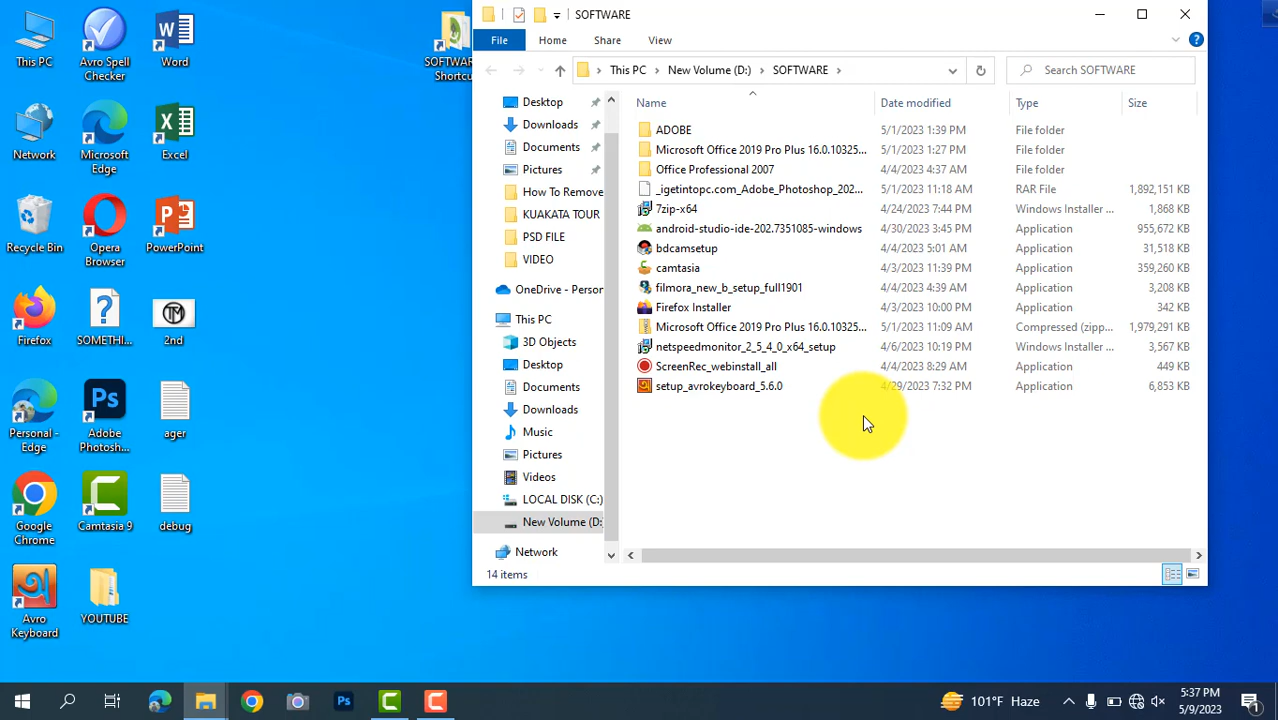 This PC
Avro Spell
Checker
Word
SOFTWAR
Shortcu
Network
Microsoft
Edge
Excel
Recycle Bin
Opera
Browser
PowerPoint
Firefox
SOMETHI...
2nd
Personal -
Edge
Adobe
Photosh...
ager
Google
Chrome
Camtasia 9
debug
Avro
Keyboard
YOUTUBE
SOFTWARE
File Home Share View
This PC New Volume (D:) SOFTWARE
Search SOFTWARE
Desktop
Downloads
Documents
Pictures
How To Remove
KUAKATA TOUR
PSD FILE
VIDEO
OneDrive - Person
This PC
3D Objects
Desktop
Documents
Downloads
Music
Pictures
Videos
LOCAL DISK (C:)
New Volume (D:
Network
Name Date modified Type Size
ADOBE 5/1/2023 1:39 PM File folder
Microsoft Office 2019 Pro Plus 16.0.10325... 5/1/2023 1:27 PM File folder
Office Professional 2007 4/4/2023 4:37 AM File folder
_igetintopc.com_Adobe_Photoshop_202... 5/1/2023 11:18 AM RAR File 1,892,151 KB
7zip-x64 4/24/2023 7:44 PM Windows Installer ... 1,868 KB
android-studio-ide-202.7351085-windows 4/30/2023 3:45 PM Application 955,672 KB
bdcamsetup 4/4/2023 5:01 AM Application 31,518 KB
camtasia 4/3/2023 11:39 PM Application 359,260 KB
filmora_new_b_setup_full1901 4/4/2023 4:39 AM Application 3,208 KB
Firefox Installer 4/3/2023 10:00 PM Application 342 KB
Microsoft Office 2019 Pro Plus 16.0.10325... 5/1/2023 11:09 AM Compressed (zipp... 1,979,291 KB
netspeedmonitor_2_5_4_0_x64_setup 4/6/2023 10:19 PM Windows Installer ... 3,567 KB
ScreenRec_webinstall_all 4/4/2023 8:29 AM Application 449 KB
setup_avrokeyboard_5.6.0 4/29/2023 7:32 PM Application 6,853 KB
14 items
101°F Haze
5:37 PM
5/9/2023
1